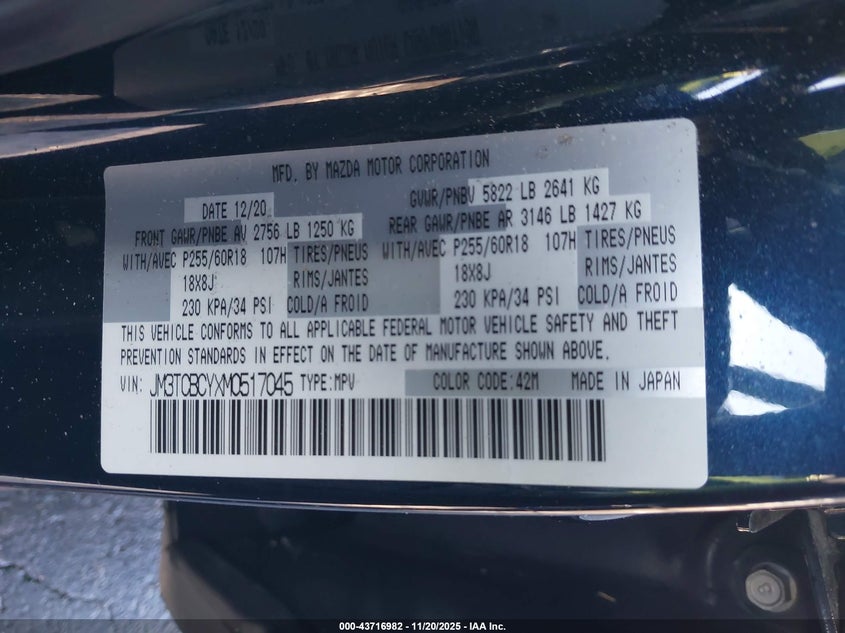 MFD. BY MAZDA MOTOR CORPORATION
DATE 12/20 GVWR/PNBV 5822 LB 2641 KG
FRONT GAWR/PNBE AV 2756 LB 1250 KG REAR GAWR/PNBE AR 3146 LB 1427 KG
WITH/AVEC P255/60R18 107H TIRES/PNEUS WITH/AVEC P255/60R18 107H TIRES/PNEUS
18X8J RIMS/JANTES 18X8J RIMS/JANTES
230 KPA/34 PSI COLD/A FROID 230 KPA/34 PSI COLD/A FROID
THIS VEHICLE CONFORMS TO ALL APPLICABLE FEDERAL MOTOR VEHICLE SAFETY AND THEFT
PREVENTION STANDARDS IN EFFECT ON THE DATE OF MANUFACTURE SHOWN ABOVE.
VIN: JM3TCBCYXM0517045 TYPE:MPV COLOR CODE:42M MADE IN JAPAN
000-43716982 - 11/20/2025 - IAA Inc.